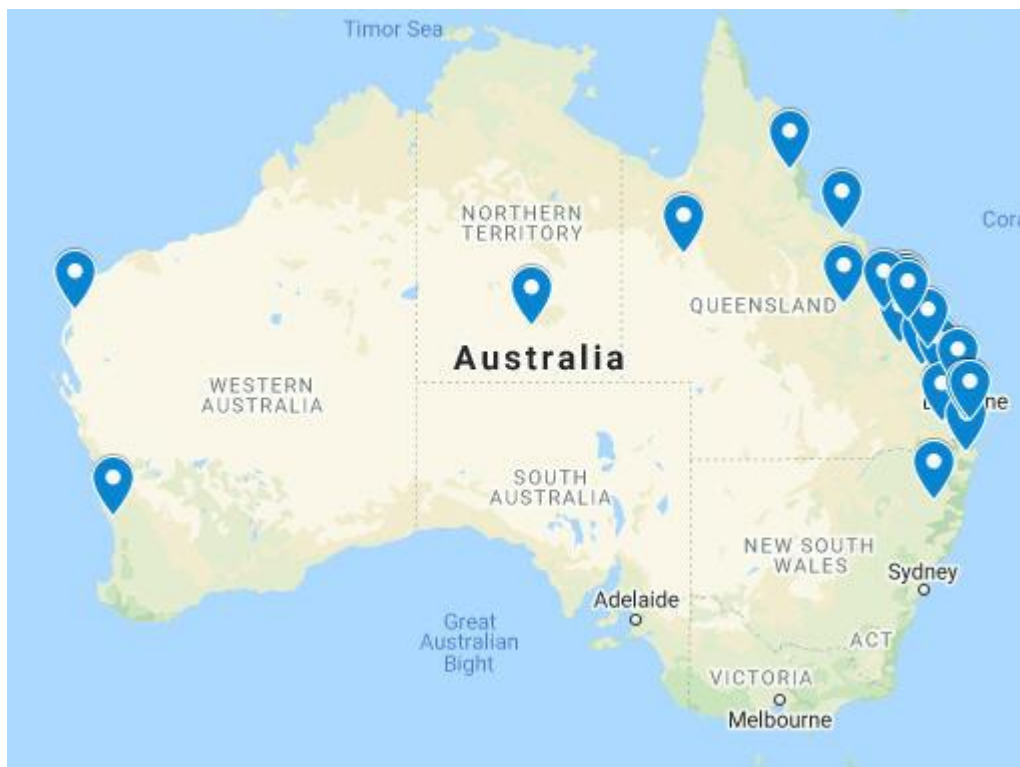 Timor Sea
NORTHERN
TERRITORY
Cora
QUEENSLAND
Australia
WESTERN
AUSTRALIA
SOUTH
AUSTRALIA
NEW SOUTH
WALES
Sydney
Adelaide
Great
Australian
Bight
ACT
VICTORIA
Melbourne